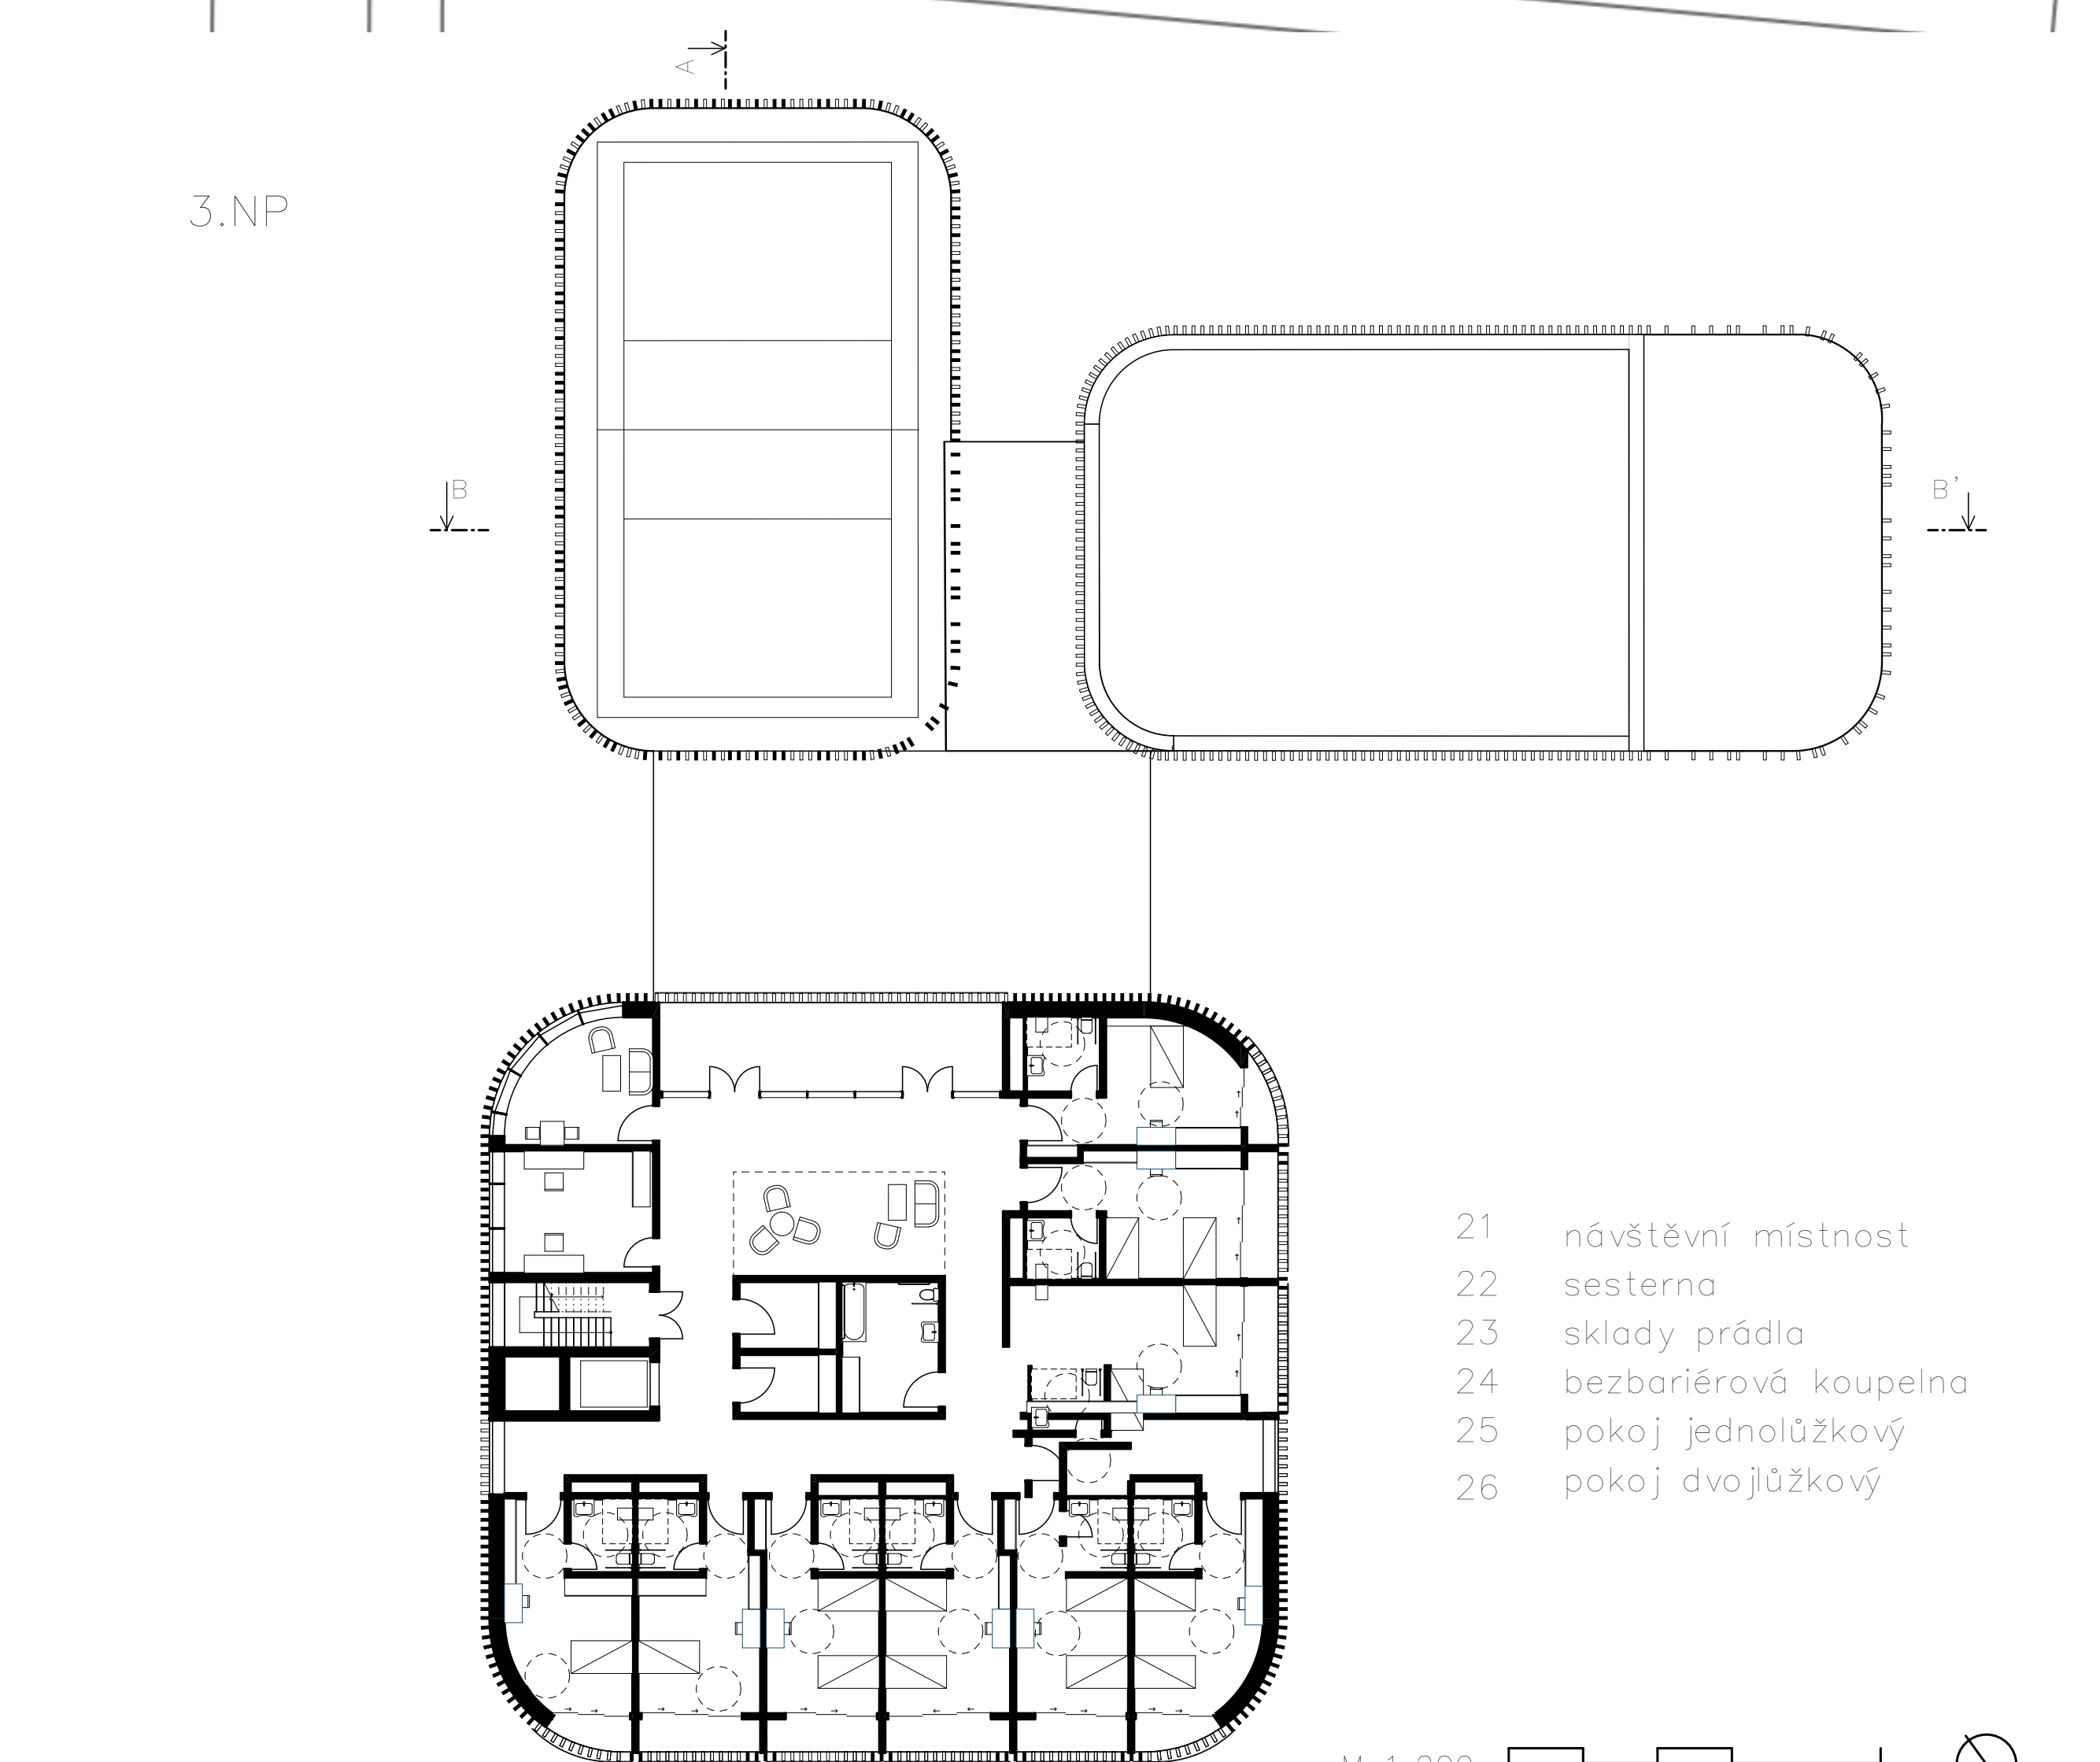 A
3.NP
B
B'
21 návštěvní místnost
22 sesterna
23 sklady prádla
24 bezbariérová koupelna
25 pokoj jednolůžkový
26 pokoj dvojlůžkový